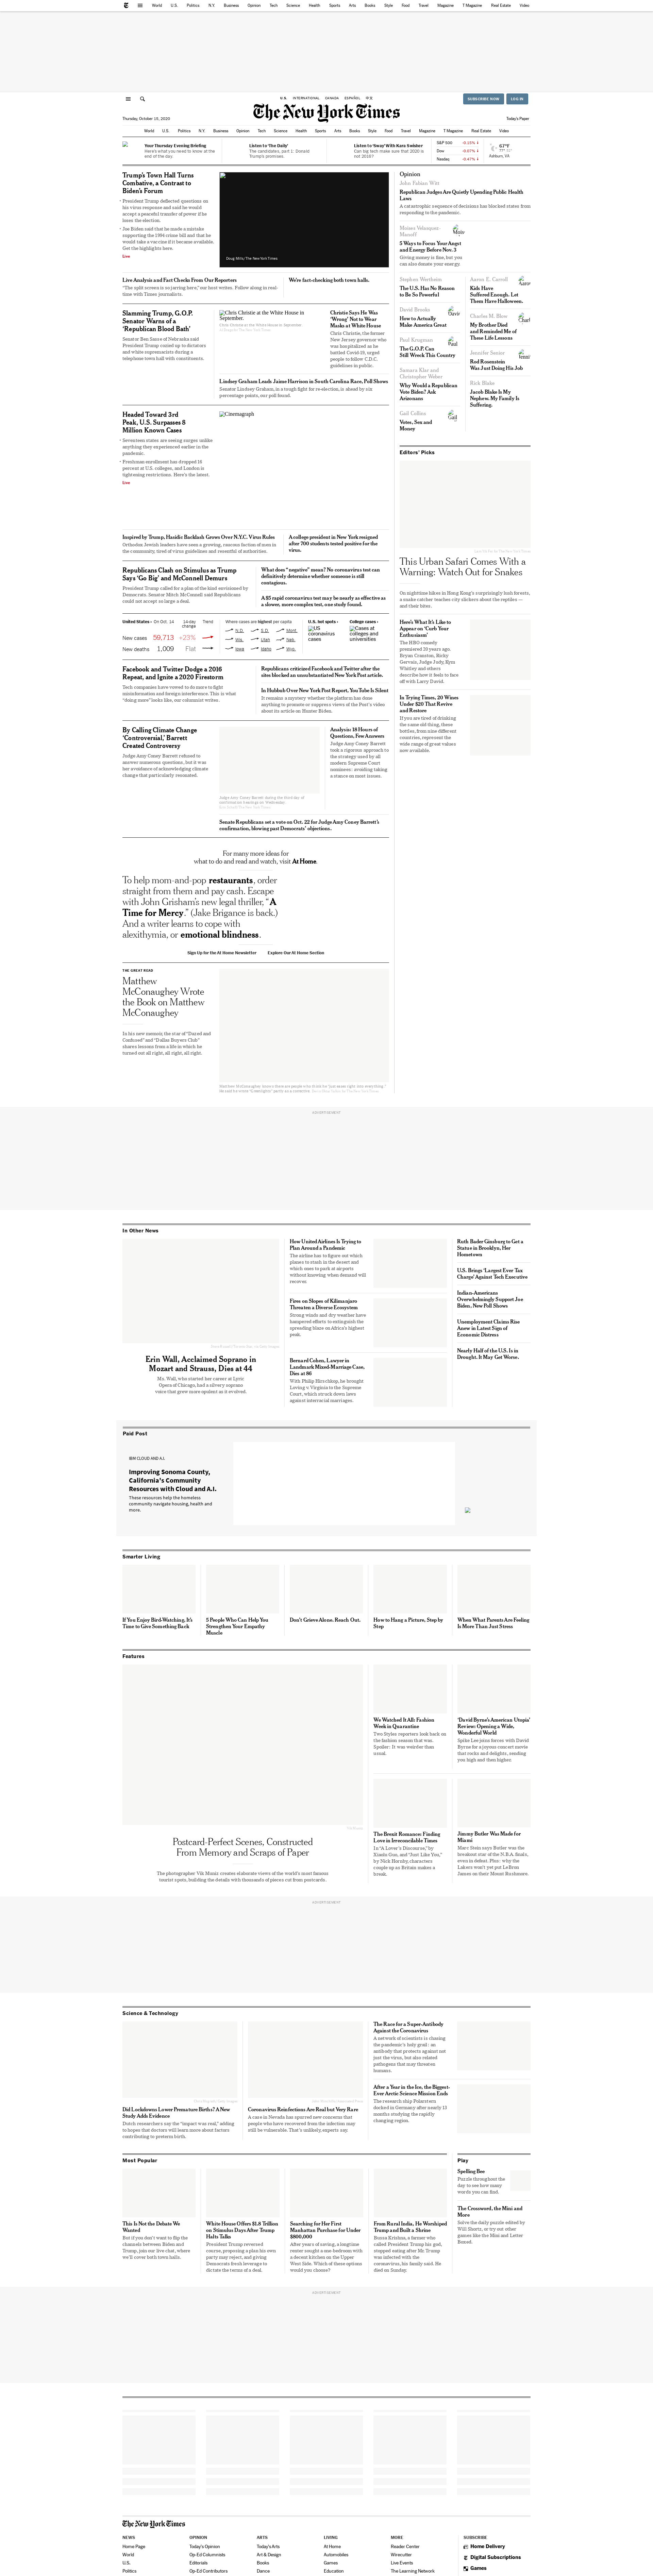 World U.S. Politics N.Y. Business Opinion Tech Science Health Sports Arts Books Style Food Travel Magazine T Magazine Real Estate Video
U.S. INTERNATIONAL CANADA ESPAÑOL 中文
SUBSCRIBE NOW LOG IN
The New York Times
Thursday, October 15, 2020
Today's Paper
World U.S. Politics N.Y. Business Opinion Tech Science Health Sports Arts Books Style Food Travel Magazine T Magazine Real Estate Video
Your Thursday Evening Briefing
Here's what you need to know at the end of the day.
Listen to 'The Daily'
The candidates, part 1: Donald Trump's promises.
Listen to 'Sway' With Kara Swisher
Can big tech make sure that 2020 is not 2016?
S&P 500 -0.15%
Dow -0.07%
Nasdaq -0.47%
67°F
Ashburn, VA
Trump's Town Hall Turns Combative, a Contrast to Biden's Forum
President Trump deflected questions on his virus response and said he would accept a peaceful transfer of power if he loses the election.
Joe Biden said that he made a mistake supporting the 1994 crime bill and that he would take a vaccine if it became available. Get the highlights here.
Live
Doug Mills/The New York Times
Live Analysis and Fact Checks From Our Reporters
"The split screen is so jarring here," our chief writes. Follow along in real-time with Times journalists.
We're fact-checking both town halls.
Slamming Trump, G.O.P. Senator Warns of a 'Republican Blood Bath'
Senator Ben Sasse of Nebraska said President Trump cozied up to dictators and white supremacists during a telephone town hall with constituents.
Chris Christie at the White House in September.
Chris Christie at the White House in September.
Christie Says He Was 'Wrong' Not to Wear Masks at White House
Chris Christie, the former New Jersey governor who was hospitalized as he battled Covid-19, urged people to follow C.D.C. guidelines in public.
Lindsey Graham Leads Jaime Harrison in South Carolina Race, Poll Shows
Senator Lindsey Graham, in a tough fight for re-election, is ahead by six percentage points, our poll found.
Headed Toward 3rd Peak, U.S. Surpasses 8 Million Known Cases
Seventeen states are seeing surges unlike anything they experienced earlier in the pandemic.
Freshman enrollment has dropped 16 percent at U.S. colleges, and London is tightening restrictions. Here's the latest.
Live
Cinemagraph
Inspired by Trump, Hasidic Backlash Grows Over N.Y.C. Virus Rules
Orthodox Jewish leaders have seen a growing, raucous faction of men in the community, tired of virus guidelines and resentful of authorities.
A college president in New York resigned after 700 students tested positive for the virus.
Republicans Clash on Stimulus as Trump Says 'Go Big' and McConnell Demurs
President Trump called for a plan of the kind envisioned by Democrats. Senator Mitch McConnell said Republicans could not accept so large a deal.
What does "negative" mean? No coronavirus test can definitively determine whether someone is still contagious.
A $5 rapid coronavirus test may be nearly as effective as a slower, more complex test, one study found.
United States › On Oct. 14 14-day change Trend
New cases 59,713 +23%
New deaths 1,009 Flat
Where cases are highest per capita
N.D. S.D. Mont.
Wis. Utah Neb.
Iowa Idaho Wyo.
U.S. hot spots ›
US coronavirus cases
College cases ›
Cases at colleges and universities
Facebook and Twitter Dodge a 2016 Repeat, and Ignite a 2020 Firestorm
Tech companies have vowed to do more to fight misinformation and foreign interference. This is what "doing more" looks like, our columnist writes.
Republicans criticized Facebook and Twitter after the sites blocked an unsubstantiated New York Post article.
In Hubbub Over New York Post Report, YouTube Is Silent
It remains a mystery whether the platform has done anything to promote or suppress views of the Post's video about its article on Hunter Biden.
By Calling Climate Change 'Controversial,' Barrett Created Controversy
Judge Amy Coney Barrett refused to answer numerous questions, but it was her avoidance of acknowledging climate change that particularly resonated.
Judge Amy Coney Barrett during the third day of confirmation hearings on Wednesday.
Analysis: 18 Hours of Questions, Few Answers
Judge Amy Coney Barrett took a rigorous approach to the strategy used by all modern Supreme Court nominees: avoiding taking a stance on most issues.
Senate Republicans set a vote on Oct. 22 for Judge Amy Coney Barrett's confirmation, blowing past Democrats' objections.
For many more ideas for
what to do and read and watch, visit At Home.
To help mom-and-pop restaurants, order straight from them and pay cash. Escape with John Grisham's new legal thriller, "A Time for Mercy." (Jake Brigance is back.) And a writer learns to cope with alexithymia, or emotional blindness.
Sign Up for the At Home Newsletter Explore Our At Home Section
THE GREAT READ
Matthew McConaughey Wrote the Book on Matthew McConaughey
In his new memoir, the star of "Dazed and Confused" and "Dallas Buyers Club" shares lessons from a life in which he turned out all right, all right, all right.
Opinion
John Fabian Witt
Republican Judges Are Quietly Upending Public Health Laws
A catastrophic sequence of decisions has blocked states from responding to the pandemic.
Moises Velasquez-Manoff
5 Ways to Focus Your Angst and Energy Before Nov. 3
Giving money is fine, but you can also donate your energy.
Stephen Wertheim
The U.S. Has No Reason to Be So Powerful
David Brooks
How to Actually Make America Great
Paul Krugman
The G.O.P. Can Still Wreck This Country
Samara Klar and Christopher Weber
Why Would a Republican Vote Biden? Ask Arizonans
Gail Collins
Votes, Sex and Money
Aaron E. Carroll
Kids Have Suffered Enough. Let Them Have Halloween.
Charles M. Blow
My Brother Died and Reminded Me of These Life Lessons
Jennifer Senior
Red Rosenstein Was Just Doing His Job
Rick Bluhe
Jacob Blake Is My Nephew. My Family Is Suffering.
Editors' Picks
This Urban Safari Comes With a Warning: Watch Out for Snakes
On nighttime hikes in Hong Kong's surprisingly lush forests, a snake catcher teaches city slickers about the reptiles — and their bites.
Here's What It's Like to Appear on 'Curb Your Enthusiasm'
The HBO comedy premiered 20 years ago. Bryan Cranston, Ricky Gervais, Judge Judy, Kym Whitley and others describe how it feels to face off with Larry David.
In Trying Times, 20 Wines Under $20 That Revive and Restore
If you are tired of drinking the same old thing, these bottles, from nine different countries, represent the wide range of great values now available.
ADVERTISEMENT
In Other News
Erin Wall, Acclaimed Soprano in Mozart and Strauss, Dies at 44
Ms. Wall, who started her career at Lyric Opera of Chicago, had a silvery soprano voice that grew more opulent as it evolved.
How United Airlines Is Trying to Plan Around a Pandemic
The airline has to figure out which planes to stash in the desert and which ones to park at airports without knowing when demand will recover.
Fires on Slopes of Kilimanjaro Threaten a Diverse Ecosystem
Strong winds and dry weather have hampered efforts to extinguish the spreading blaze on Africa's highest peak.
Bernard Cohen, Lawyer in Landmark Mixed-Marriage Case, Dies at 86
With Philip Hirschkop, he brought Loving v. Virginia to the Supreme Court, which struck down laws against interracial marriages.
Ruth Bader Ginsburg to Get a Statue in Brooklyn, Her Hometown
U.S. Brings 'Largest Ever Tax Charge' Against Tech Executive
Indian-Americans Overwhelmingly Support Joe Biden, New Poll Shows
Unemployment Claims Rise Anew in Latest Sign of Economic Distress
Nearly Half of the U.S. Is in Drought. It May Get Worse.
Paid Post
IBM CLOUD AND A.I.
Improving Sonoma County, California's Community Resources with Cloud and A.I.
These resources help the homeless community navigate housing, health and more.
Smarter Living
If You Enjoy Bird-Watching, It's Time to Give Something Back
5 People Who Can Help You Strengthen Your Empathy Muscle
Don't Grieve Alone. Reach Out.
How to Hang a Picture, Step by Step
When What Parents Are Feeling Is More Than Just Stress
Features
Postcard-Perfect Scenes, Constructed From Memory and Scraps of Paper
The photographer Vik Muniz creates elaborate views of the world's most famous tourist spots, building the details with thousands of pieces cut from postcards.
We Watched It All: Fashion Week in Quarantine
Two Styles reporters look back on the fashion season that was. Spoiler: It was weirder than usual.
'David Byrne's American Utopia' Review: Opening a Wide, Wonderful World
Spike Lee joins forces with David Byrne for a joyous concert movie that rocks and delights, sending you high and then higher.
The Brexit Romance: Finding Love in Irreconcilable Times
In "A Lover's Discourse," by Xiaolu Guo, and "Just Like You," by Nick Hornby, characters couple up as Britain makes a break.
Jimmy Butler Was Made for Miami
Marc Stein says Butler was the breakout star of the N.B.A. finals, even in defeat. Plus: why the Lakers won't yet put LeBron James on their Mount Rushmore.
ADVERTISEMENT
Science & Technology
Did Lockdowns Lower Premature Births? A New Study Adds Evidence
Dutch researchers say the "impact was real," adding to hopes that doctors will learn more about factors contributing to preterm birth.
Coronavirus Reinfections Are Real but Very Rare
A case in Nevada has spurred new concerns that people who have recovered from the infection may still be vulnerable. That's unlikely, experts say.
The Race for a Super-Antibody Against the Coronavirus
A network of scientists is chasing the pandemic's holy grail: an antibody that protects against not just the virus, but also related pathogens that may threaten humans.
After a Year in the Ice, the Biggest-Ever Arctic Science Mission Ends
The research ship Polarstern docked in Germany after nearly 13 months studying the rapidly changing region.
Most Popular
This Is Not the Debate We Wanted
But if you don't want to flip the channels between Biden and Trump, join our live chat, where we'll cover both town halls.
White House Offers $1.8 Trillion on Stimulus Days After Trump Halts Talks
President Trump reversed course, proposing a plan his own party may reject, and giving Democrats fresh leverage to dictate the terms of a deal.
Searching for Her First Manhattan Purchase for Under $800,000
After years of saving, a longtime renter sought a one-bedroom with a decent kitchen on the Upper West Side. Which of these options would you choose?
From Rural India, He Worshiped Trump and Built a Shrine
Bussa Krishna, a farmer who called President Trump his god, stopped eating after Mr. Trump was infected with the coronavirus, his family said. He died on Sunday.
Play
Spelling Bee
Puzzle throughout the day to see how many words you can find.
The Crossword, the Mini and More
Solve the daily puzzle edited by Will Shortz, or try out other games like the Mini and Letter Boxed.
ADVERTISEMENT
The New York Times
NEWS
Home Page
World
U.S.
Politics
OPINION
Today's Opinion
Op-Ed Columnists
Editorials
Op-Ed Contributors
ARTS
Today's Arts
Art & Design
Books
Dance
LIVING
At Home
Automobiles
Games
Education
MORE
Reader Center
Wirecutter
Live Events
The Learning Network
SUBSCRIBE
Home Delivery
Digital Subscriptions
Games